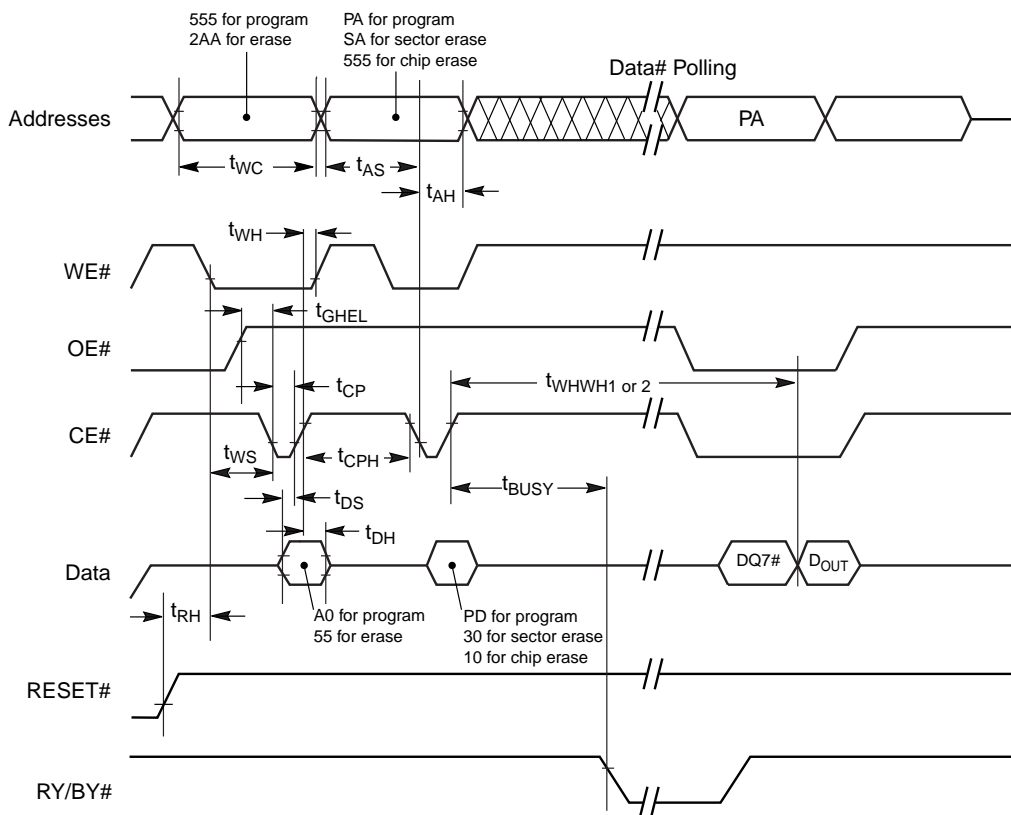 555 for program
2AA for erase
PA for program
SA for sector erase
555 for chip erase
Data# Polling
Addresses
PA
tWC
tAS
tAH
tWH
WE#
tGHEL
OE#
tCP
tWHWH1 or 2
CE#
tWS
tCPH
tBUSY
tDS
tDH
Data
DQ7#
DOUT
tRH
A0 for program
55 for erase
PD for program
30 for sector erase
10 for chip erase
RESET#
RY/BY#